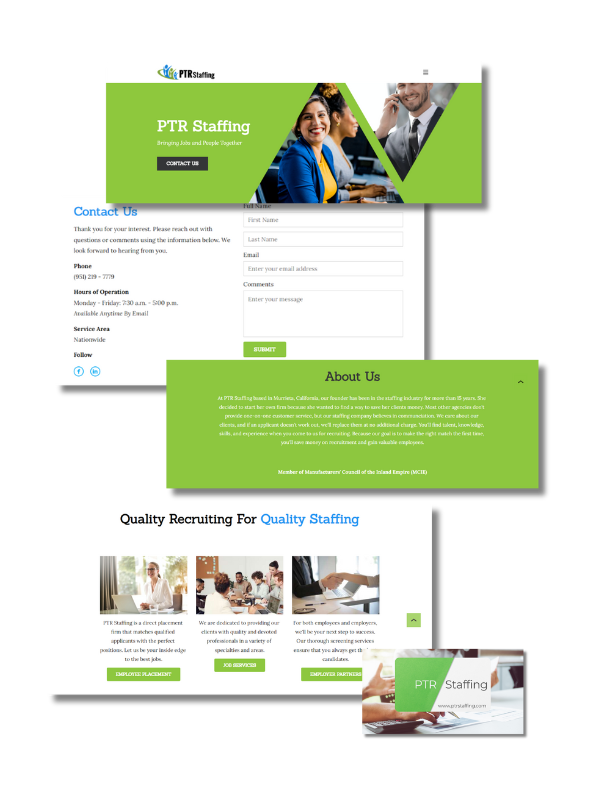 PTR Staffing
PTR Staffing
Bringing Jobs and People Together
CONTACT US
Contact Us
Thank you for your interest. Please reach out with
questions or comments using the information below. We
look forward to hearing from you.
Phone
(951) 219 - 7779
Hours of Operation
Monday - Friday: 7:30 a.m. - 5:00 p.m.
Available Anytime By Email
Service Area
Nationwide
Follow
Full Name
First Name
Last Name
Email
Enter your email address
Comments
Enter your message
SUBMIT
About Us
At PTR Staffing based in Murrieta, California, our founder has been in the staffing industry for more than 15 years. She
decided to start her own firm because she wanted to find a way to save her clients money. Most other agencies don't
provide one-on-one customer service, but our staffing company believes in communication. We care about our
clients, and if an applicant doesn't work out, we'll replace them at no additional charge. You'll find talent, knowledge,
skills, and experience when you come to us for recruiting. Because our goal is to make the right match the first time,
you'll save money on recruitment and gain valuable employees.
Member of Manufacturers' Council of the Inland Empire (MCIE)
Quality Recruiting For Quality Staffing
PTR Staffing is a direct placement
firm that matches qualified
applicants with the perfect
positions. Let us be your inside edge
to the best jobs.
EMPLOYEE PLACEMENT
We are dedicated to providing our
clients with quality and devoted
professionals in a variety of
specialties and areas.
JOB SERVICES
For both employees and employers,
we'll be your next step to success.
Our thorough screening services
ensure that you always get the
candidates.
EMPLOYER PARTNERS
PTR Staffing
www.ptrstaffing.com